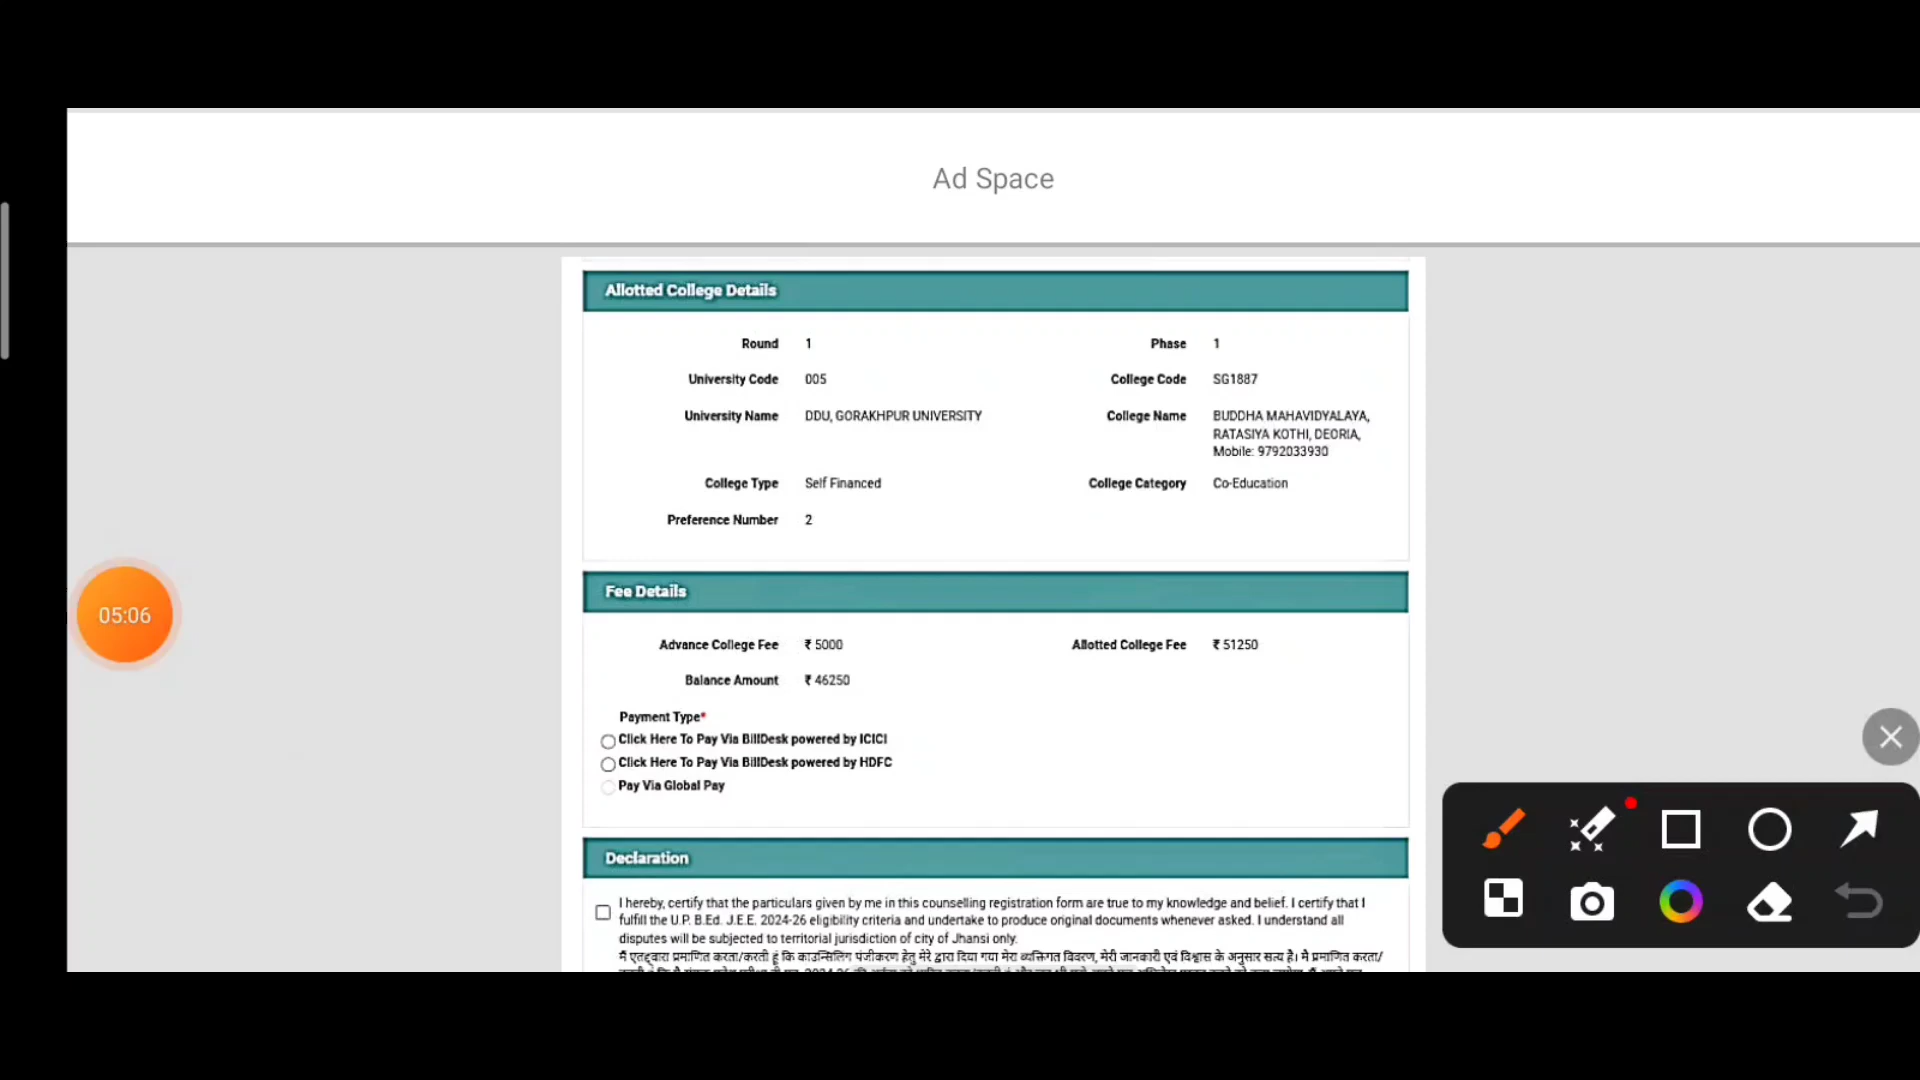 Ad Space
Allotted College Details
Round 1 Phase 1
University Code 005 College Code SG1887
University Name DDU, GORAKHPUR UNIVERSITY College Name BUDDHA MAHAVIDYALAYA,
RATASIYA KOTHI, DEORIA,
Mobile: 9792033930
College Type Self Financed College Category Co-Education
Preference Number 2
Fee Details
05:06
Advance College Fee ₹ 5000 Allotted College Fee ₹ 51250
Balance Amount ₹ 46250
Payment Type*
Click Here To Pay Via BillDesk powered by ICICI
Click Here To Pay Via BillDesk powered by HDFC
Pay Via Global Pay
Declaration
I hereby, certify that the particulars given by me in this counselling registration form are true to my knowledge and belief. I certify that I
fulfill the U.P. B.Ed. J.E.E. 2024-26 eligibility criteria and undertake to produce original documents whenever asked. I understand all
disputes will be subjected to territorial jurisdiction of city of Jhansi only.
मैं एतद्द्वारा प्रमाणित करता/करती हूं कि काउन्सिलिंग पंजीकरण हेतु मेरे द्वारा दिया गया मेरा व्यक्तिगत विवरण, मेरी जानकारी एवं विश्वास के अनुसार सत्य है। मै प्रमाणित करता/